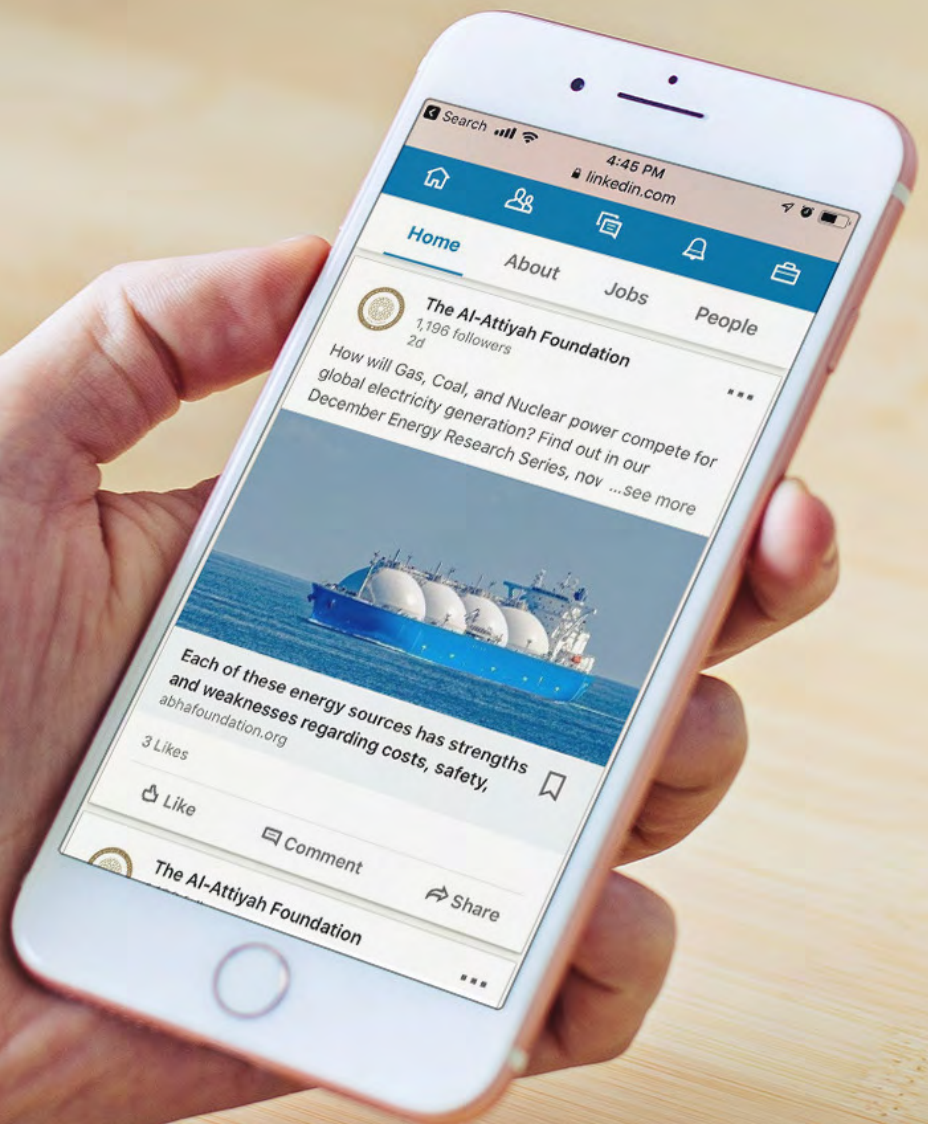 Search
4:45 PM
linkedin.com
Home
About
Jobs
People
The Al-Attiyah Foundation
1,196 followers
2d
How will Gas, Coal, and Nuclear power compete for
global electricity generation? Find out in our
December Energy Research Series, nov ...see more
Each of these energy sources has strengths
and weaknesses regarding costs, safety,
abhafoundation.org
3 Likes
Like
Comment
Share
The Al-Attiyah Foundation